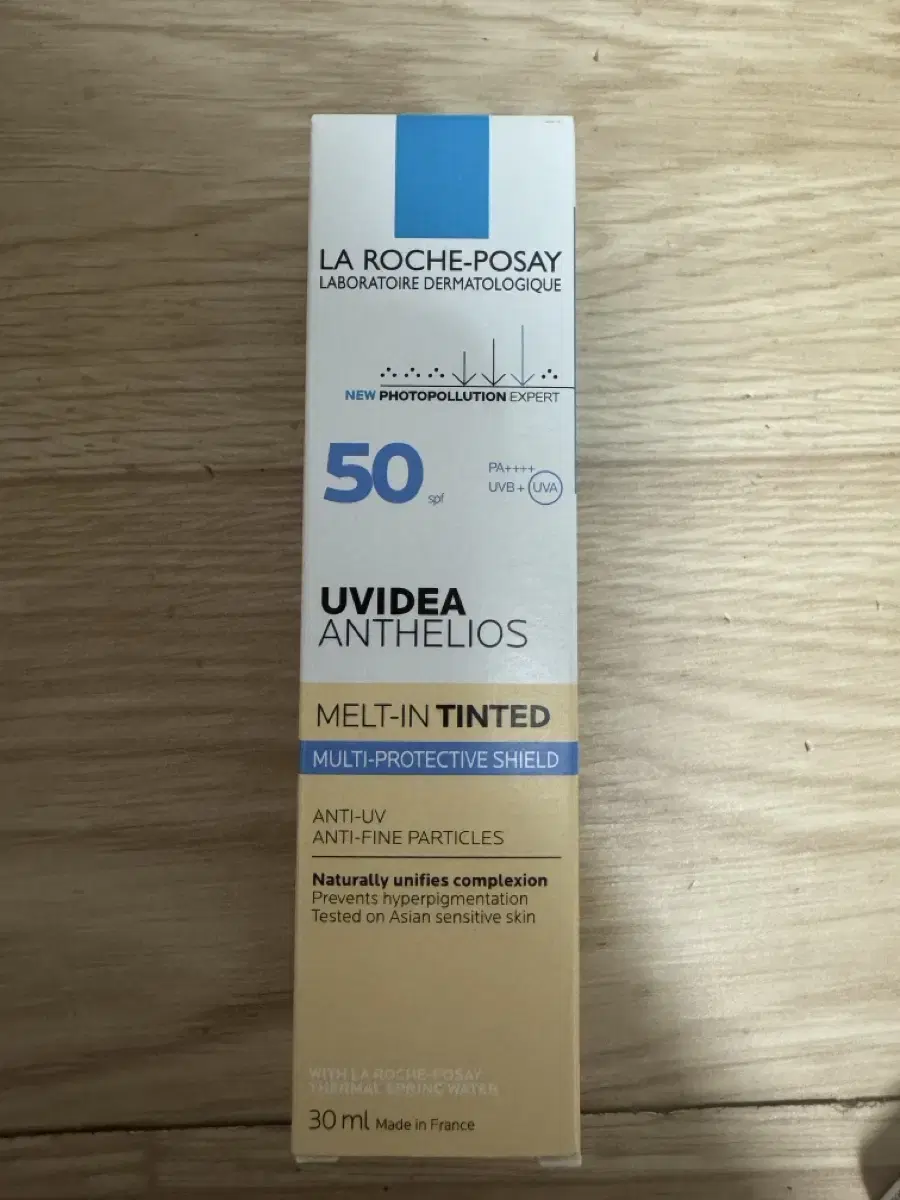 LA ROCHE-POSAY
LABORATOIRE DERMATOLOGIQUE
NEW PHOTOPOLLUTION EXPERT
50 spf
PA++++
UVB + UVA
UVIDEA
ANTHELIOS
MELT-IN TINTED
MULTI-PROTECTIVE SHIELD
ANTI-UV
ANTI-FINE PARTICLES
Naturally unifies complexion
Prevents hyperpigmentation
Tested on Asian sensitive skin
WITH LA ROCHE-POSAY
THERMAL SPRING WATER
30 ml Made in France